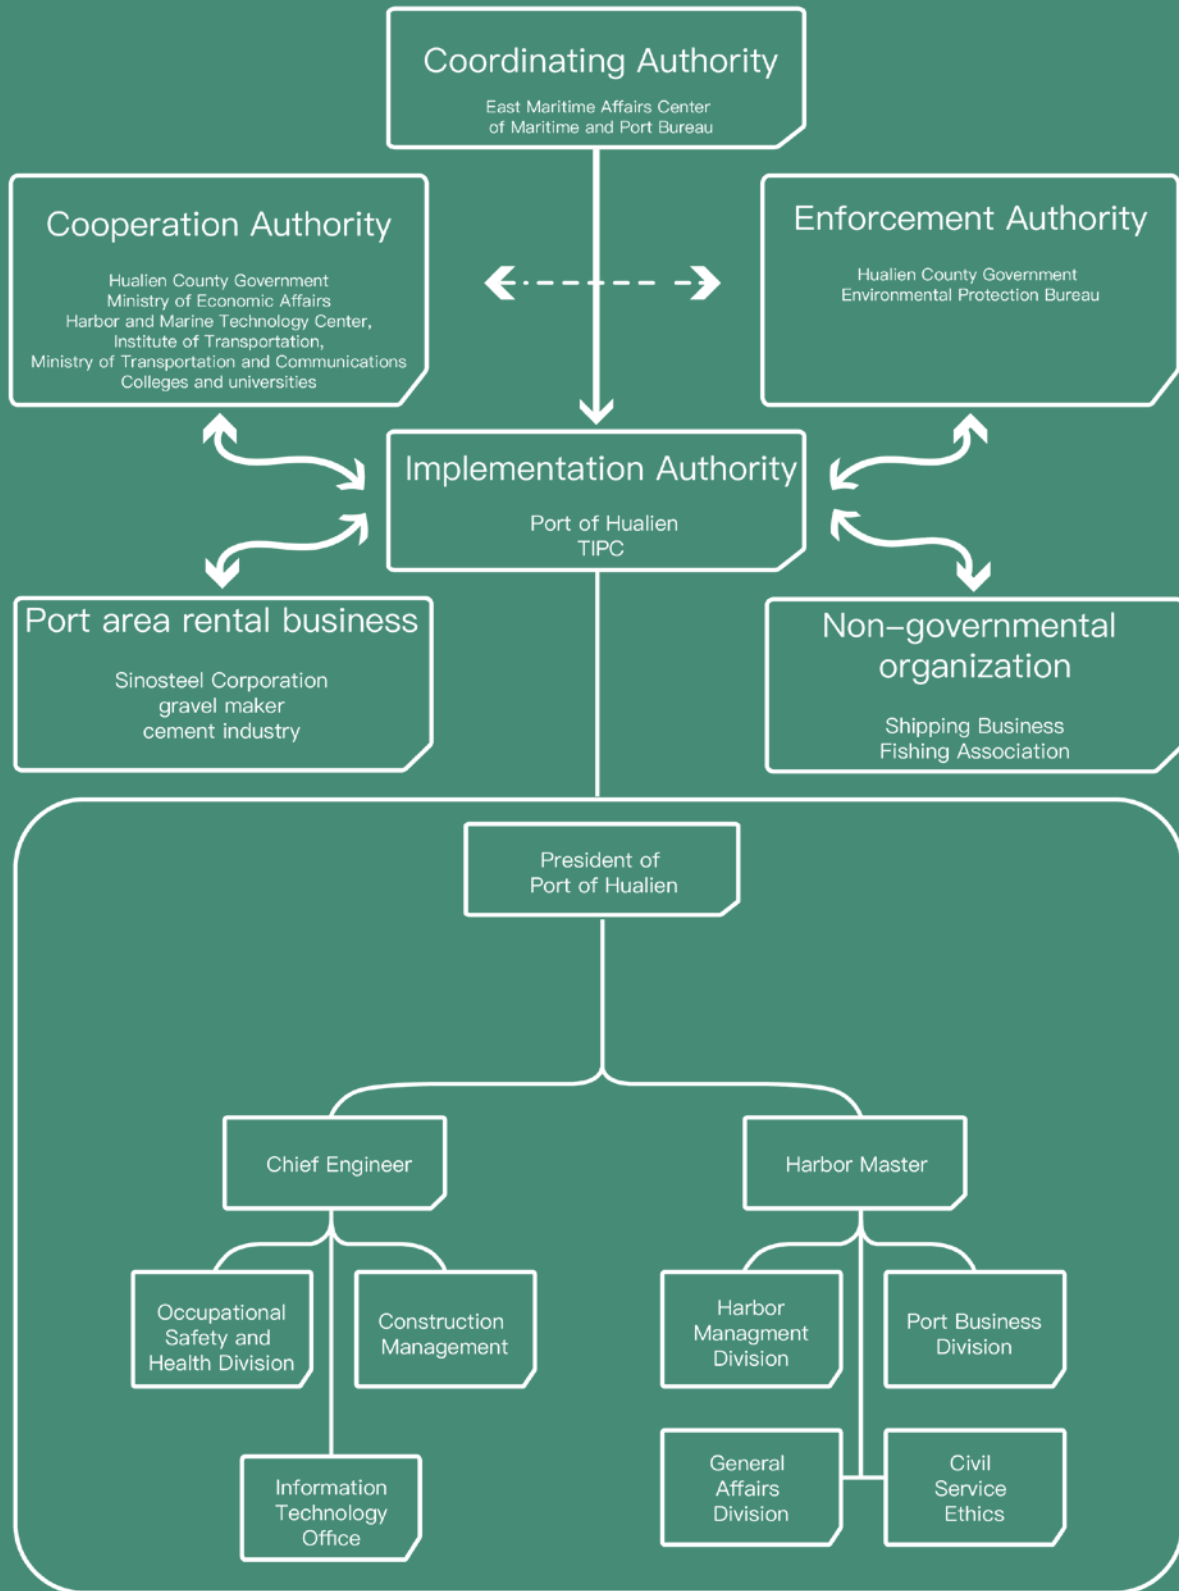 Coordinating Authority
East Maritime Affairs Center
of Maritime and Port Bureau
Cooperation Authority
Hualien County Government
Ministry of Economic Affairs
Harbor and Marine Technology Center,
Institute of Transportation,
Ministry of Transportation and Communications
Colleges and universities
Enforcement Authority
Hualien County Government
Environmental Protection Bureau
Implementation Authority
Port of Hualien
TIPC
Port area rental business
Sinosteel Corporation
gravel maker
cement industry
Non-governmental
organization
Shipping Business
Fishing Association
President of
Port of Hualien
Chief Engineer
Harbor Master
Occupational
Safety and
Health Division
Construction
Management
Harbor
Managment
Division
Port Business
Division
Information
Technology
Office
General
Affairs
Division
Civil
Service
Ethics